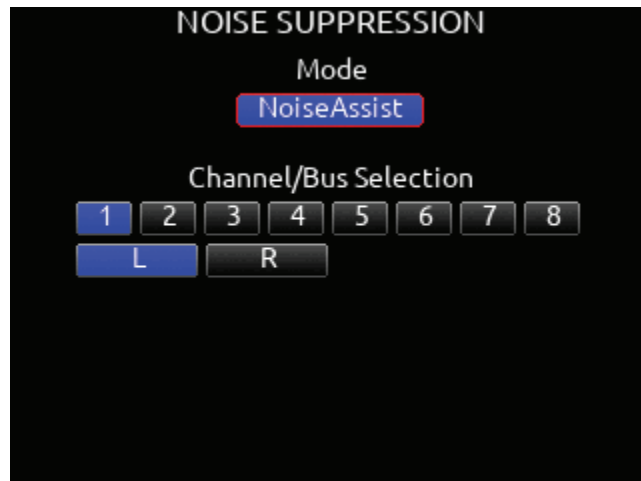 NOISE SUPPRESSION
Mode
NoiseAssist
Channel/Bus Selection
1 2 3 4 5 6 7 8
L R